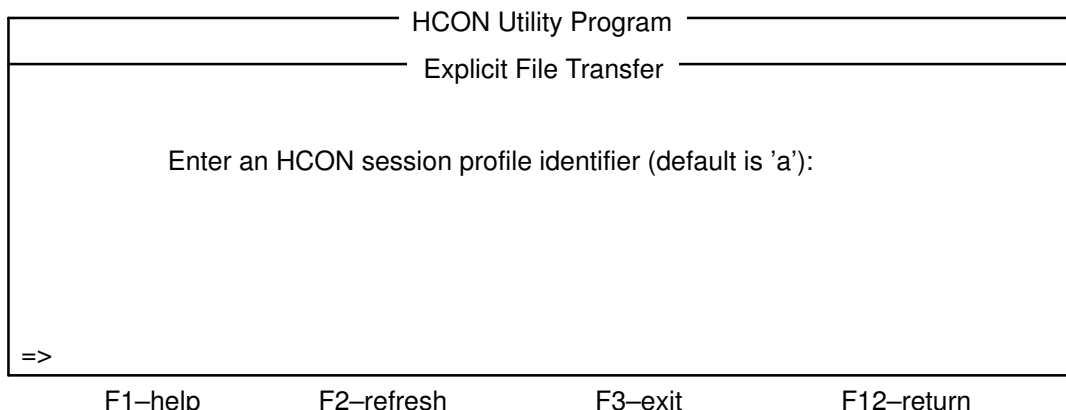 HCON Utility Program
Explicit File Transfer
Enter an HCON session profile identifier (default is ’a’):
=>
F1–help F2–refresh F3–exit F12–return